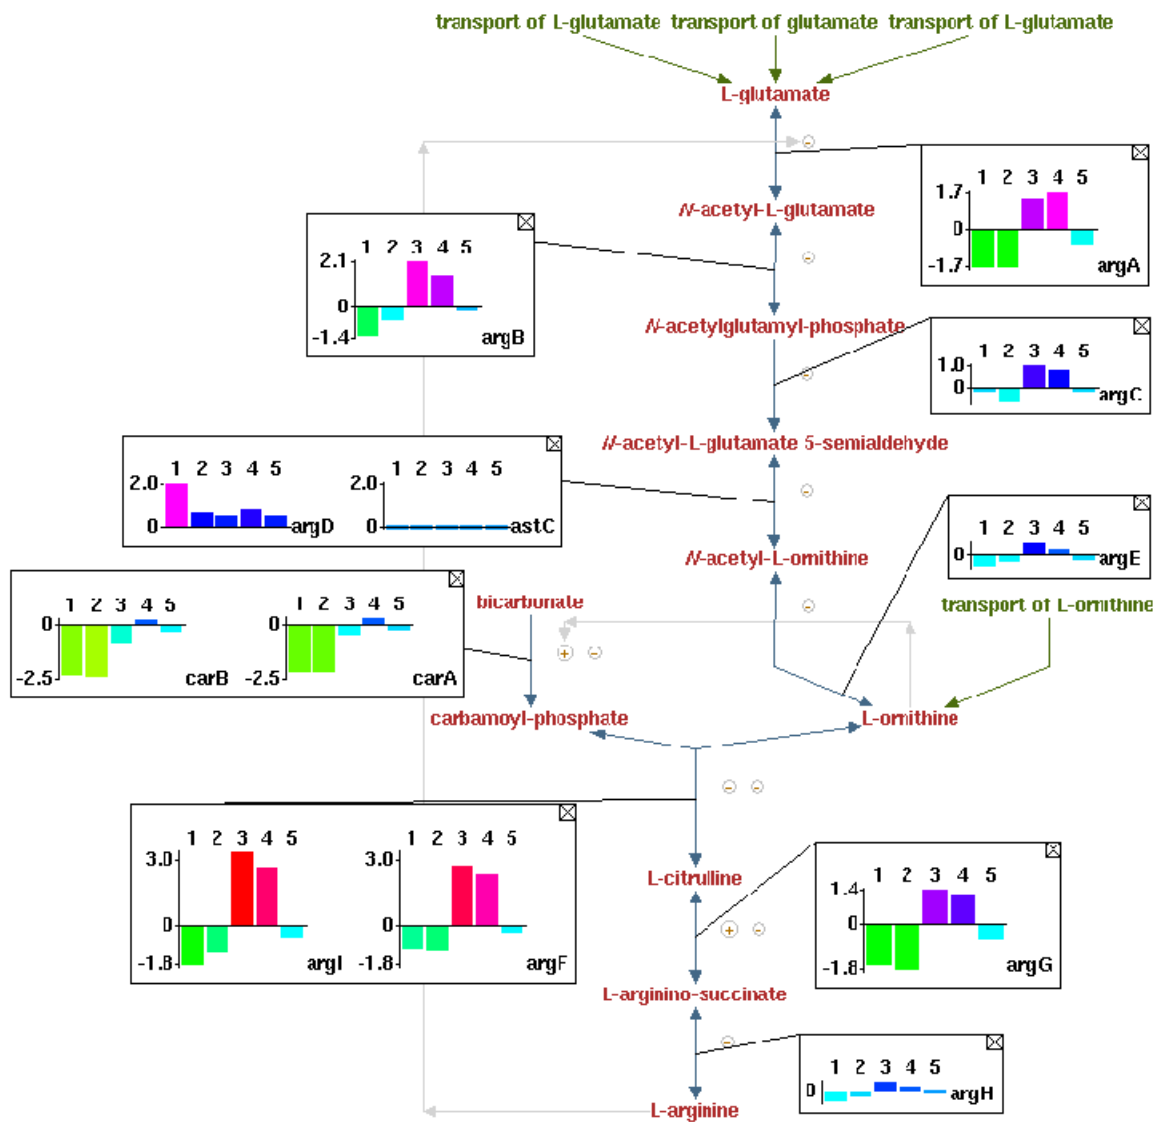 transport of L-glutamate transport of glutamate transport of L-glutamate
L-glutamate
-
1 2 3 4 5
1.7
0
-1.7
argA
N-acetyl-L-glutamate
1 2 3 4 5
2.1
0
-1.4
argB
-
N-acetylglutamyl-phosphate
1 2 3 4 5
1.0
0
argC
-
N-acetyl-L-glutamate 5-semialdehyde
1 2 3 4 5
2.0
0
argD
1 2 3 4 5
2.0
0
astC
-
1 2 3 4 5
0
argE
N-acetyl-L-ornithine
1 2 3 4 5
0
-2.5
carB
1 2 3 4 5
0
-2.5
carA
bicarbonate
-
transport of L-ornithine
+ -
carbamoyl-phosphate
L-ornithine
- -
1 2 3 4 5
3.0
0
-1.8
argI
1 2 3 4 5
3.0
0
-1.8
argF
L-citrulline
1 2 3 4 5
1.4
0
-1.8
argG
+ -
L-arginino-succinate
-
1 2 3 4 5
0
argH
L-arginine